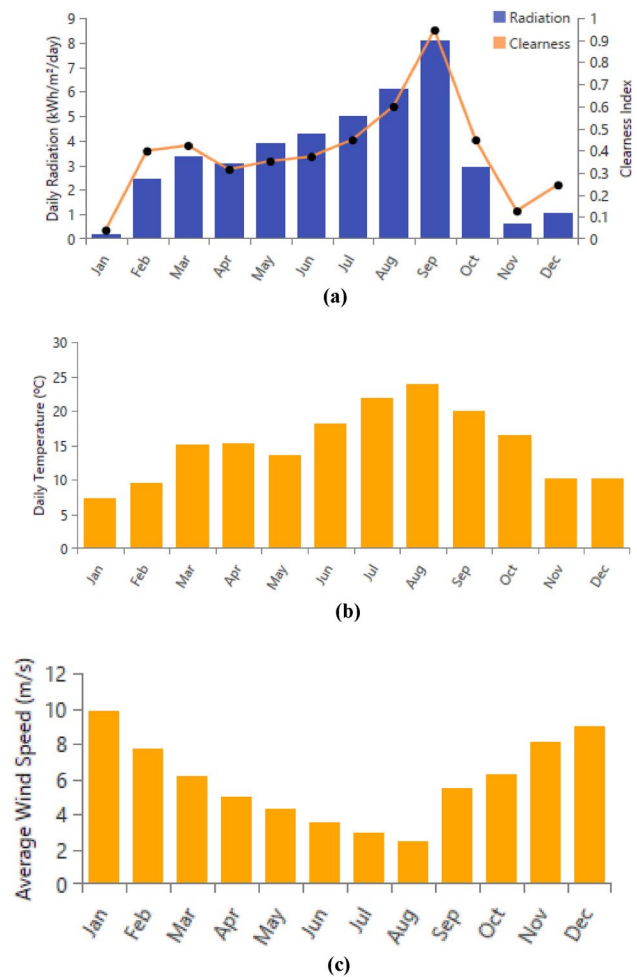 Daily Radiation (kWh/m²/day)
9
8
7
6
5
4
3
2
1
0
Radiation
Clearness
1
0.9
0.8
0.7
0.6
0.5
0.4
0.3
0.2
0.1
0
Clearness Index
Jan Feb Mar Apr May Jun Jul Aug Sep Oct Nov Dec
(a)
Daily Temperature (ºC)
30
25
20
15
10
5
0
Jan Feb Mar Apr May Jun Jul Aug Sep Oct Nov Dec
(b)
Average Wind Speed (m/s)
12
10
8
6
4
2
0
Jan Feb Mar Apr May Jun Jul Aug Sep Oct Nov Dec
(c)